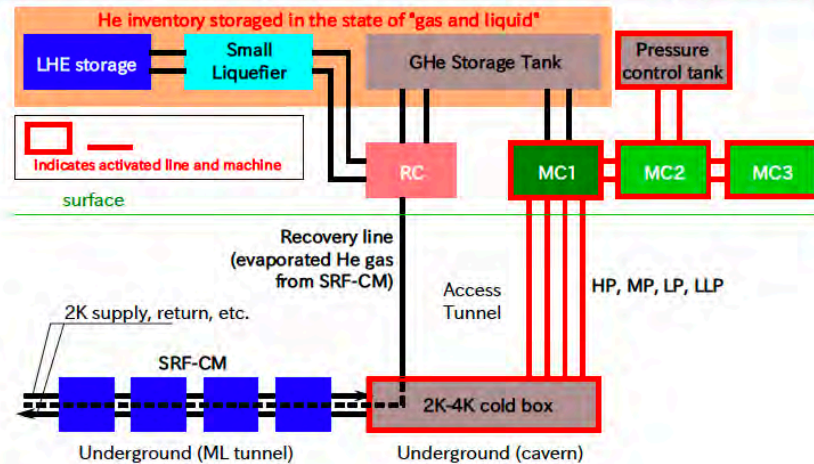 He inventory storaged in the state of "gas and liquid"
LHE storage
Small
Liquefier
GHe Storage Tank
Pressure
control tank
Indicates activated line and machine
RC
MC1
MC2
MC3
surface
Recovery line
(evaporated He gas
from SRF-CM)
Access
Tunnel
HP, MP, LP, LLP
2K supply, return, etc.
SRF-CM
2K-4K cold box
Underground (ML tunnel)
Underground (cavern)